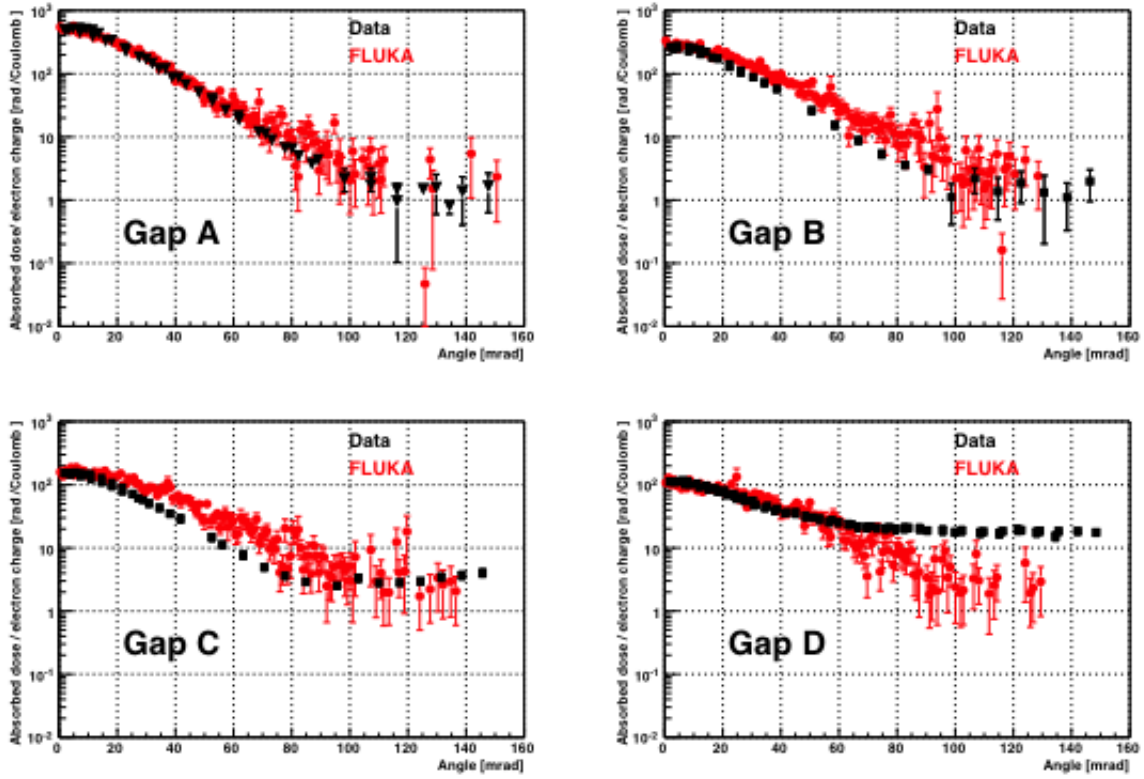 Absorbed dose/ electron charge [rad /Coulomb ]
10³
10²
10
1
10⁻¹
10⁻²
Data
FLUKA
Gap A
0 20 40 60 80 100 120 140 160
Angle [mrad]
Absorbed dose / electron charge [rad /Coulomb ]
10³
10²
10
1
10⁻¹
10⁻²
Data
FLUKA
Gap B
0 20 40 60 80 100 120 140 160
Angle [mrad]
Absorbed dose / electron charge [rad /Coulomb ]
10³
10²
10
1
10⁻¹
10⁻²
Data
FLUKA
Gap C
0 20 40 60 80 100 120 140 160
Angle [mrad]
Absorbed dose / electron charge [rad /Coulomb ]
10³
10²
10
1
10⁻¹
10⁻²
Data
FLUKA
Gap D
0 20 40 60 80 100 120 140 160
Angle [mrad]